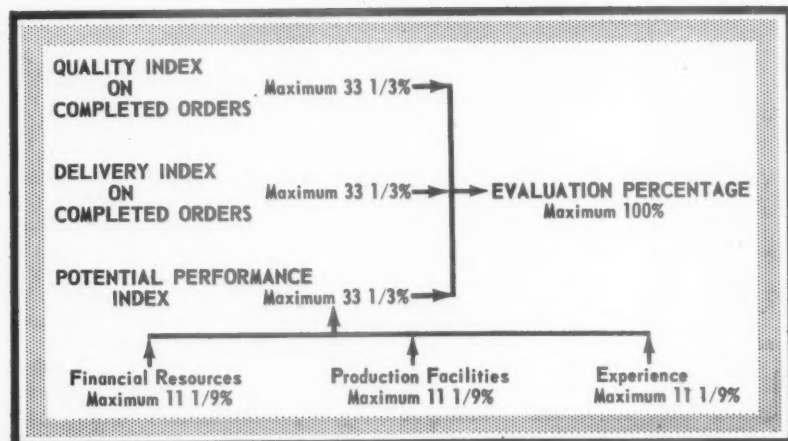 QUALITY INDEX
ON Maximum 33 1/3%
COMPLETED ORDERS
DELIVERY INDEX
ON Maximum 33 1/3%
COMPLETED ORDERS
EVALUATION PERCENTAGE
Maximum 100%
POTENTIAL PERFORMANCE
INDEX Maximum 33 1/3%
Financial Resources
Maximum 11 1/9%
Production Facilities
Maximum 11 1/9%
Experience
Maximum 11 1/9%